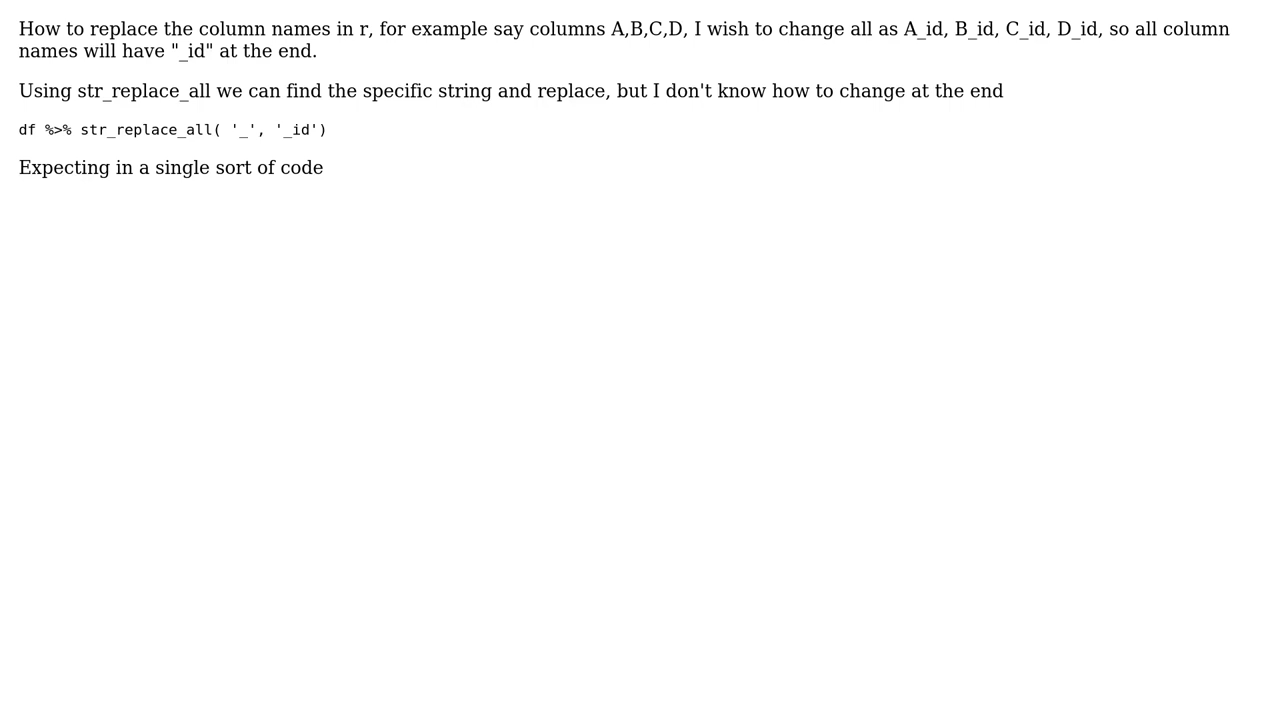 How to replace the column names in r, for example say columns A,B,C,D, I wish to change all as A_id, B_id, C_id, D_id, so all column
names will have "_id" at the end.
Using str_replace_all we can find the specific string and replace, but I don't know how to change at the end
df %>% str_replace_all( '_', '_id')
Expecting in a single sort of code